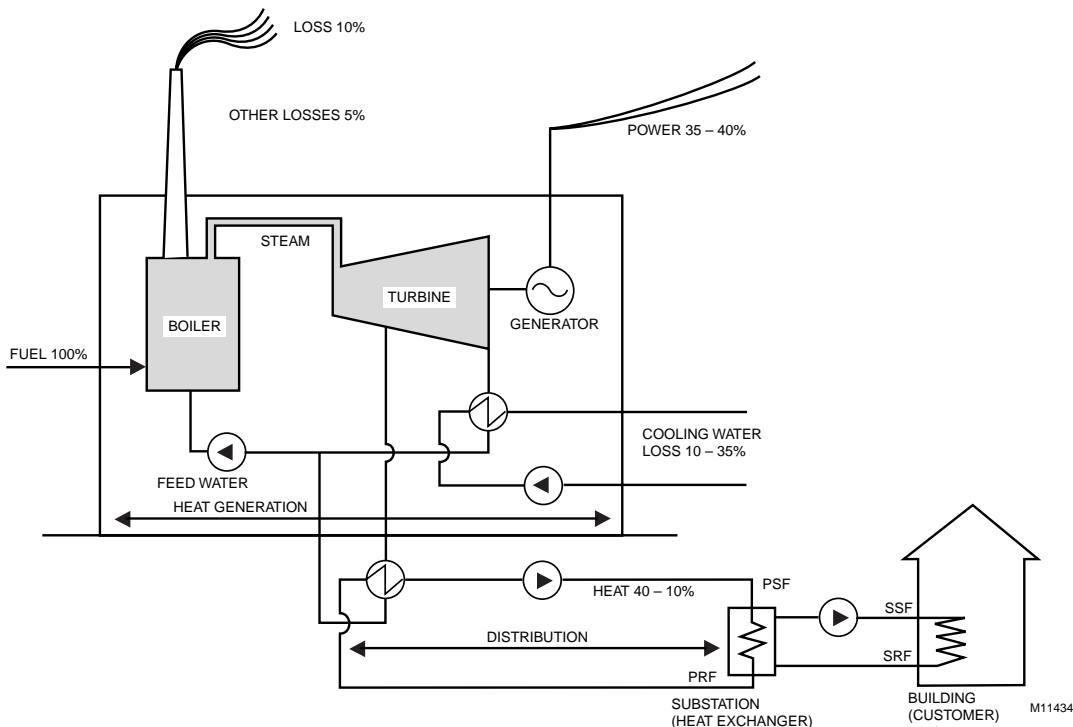 LOSS 10%
OTHER LOSSES 5%
POWER 35 – 40%
STEAM
TURBINE
BOILER
GENERATOR
FUEL 100%
COOLING WATER
LOSS 10 – 35%
FEED WATER
HEAT GENERATION
HEAT 40 – 10%
PSF
SSF
DISTRIBUTION
SRF
PRF
SUBSTATION
(HEAT EXCHANGER)
BUILDING
(CUSTOMER)
M11434